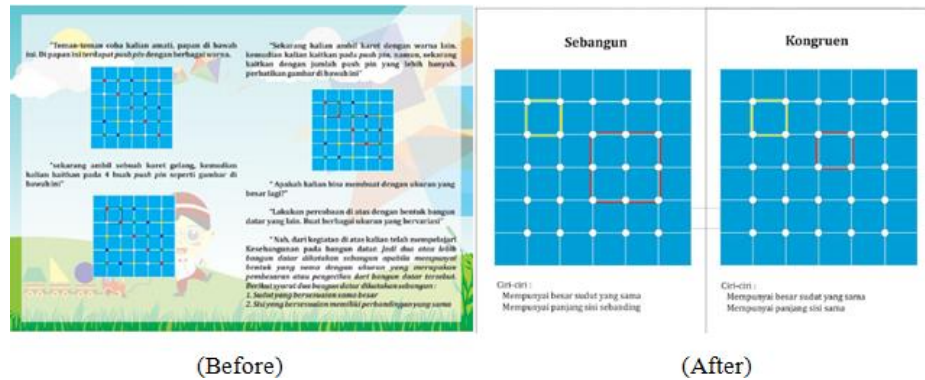 "Teman-teman coba kalian amati, papan di bawah
ini. Di papan ini terdapat push pin dengan berbagai warna.
"sekarang ambil sebuah karet gelang, kemudian
kalian kaitkan pada 4 buah push pin seperti gambar di
bawah ini"
"Sekarang kalian ambil karet dengan warna lain,
kemudian kalian kaitkan pada push pin, namun, sekarang
kaitkan dengan jumlah push pin yang lebih banyak.
perhatikan gambar di bawah ini"
" Apakah kalian bisa membuat dengan ukuran yang
besar lagi?"
"Lakukan percobaan di atas dengan bentuk bangun
datar yang lain. Buat berbagai ukuran yang bervariasi"
" Nah, dari kegiatan di atas kalian telah mempelajari
Kesebangunan pada bangun datar. Jadi dua atau lebih
bangun datar dikatakan sebangun apabila mempunyai
bentuk yang sama dengan ukuran yang merupakan
pembesaran atau pengecilan dari bangun datar tersebut.
Berikut syarat dua bangun datar dikatakan sebangun :
1. Sudut yang bersesuaian sama besar
2. Sisi yang bersesuaian memiliki perbandingan yang sama
(Before)
Sebangun
Ciri-ciri :
Mempunyai besar sudut yang sama
Mempunyai panjang sisi sebanding
Kongruen
Ciri-ciri :
Mempunyai besar sudut yang sama
Mempunyai panjang sisi sama
(After)